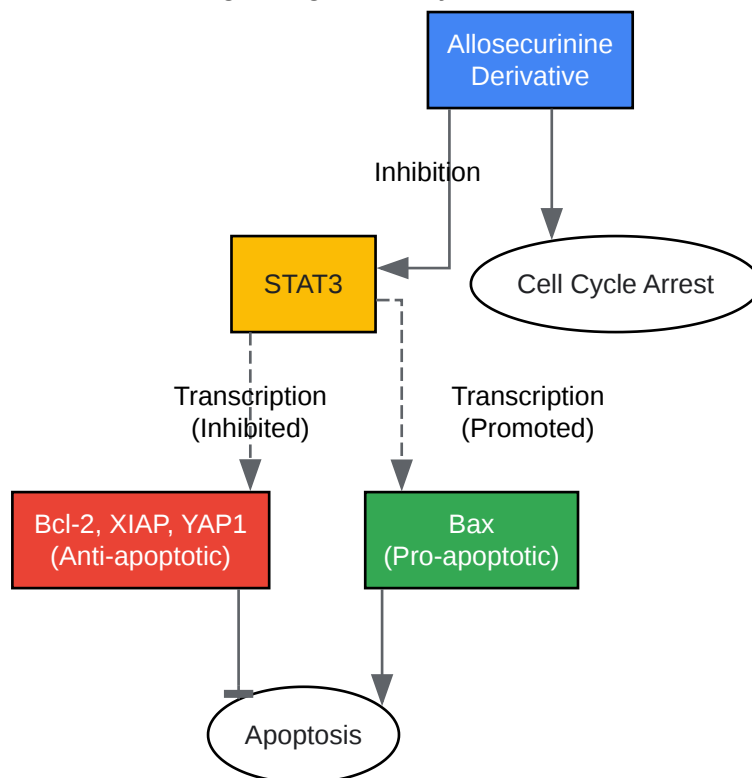 Allosecurinine
Derivative
Inhibition
STAT3
Cell Cycle Arrest
Transcription
(Inhibited)
Transcription
(Promoted)
Bcl-2, XIAP, YAP1
(Anti-apoptotic)
Bax
(Pro-apoptotic)
Apoptosis